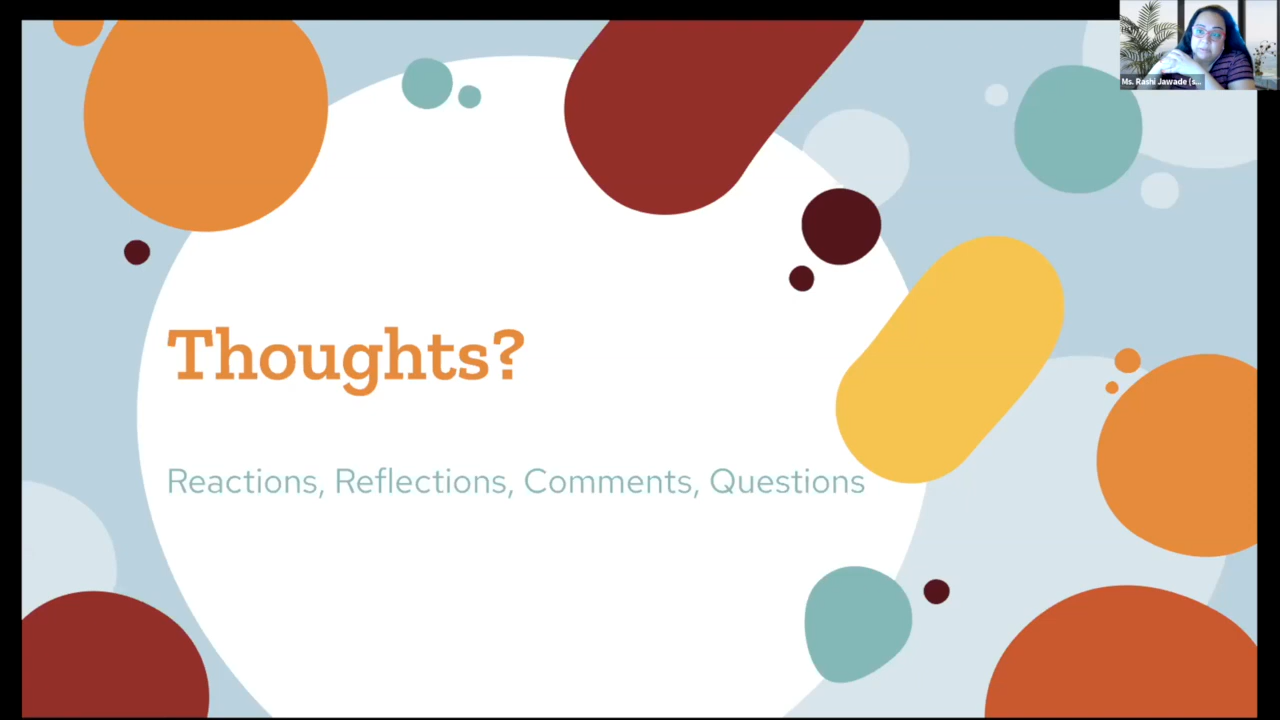 Ms. Rashi Jawade (s...
Thoughts?
Reactions, Reflections, Comments, Questions